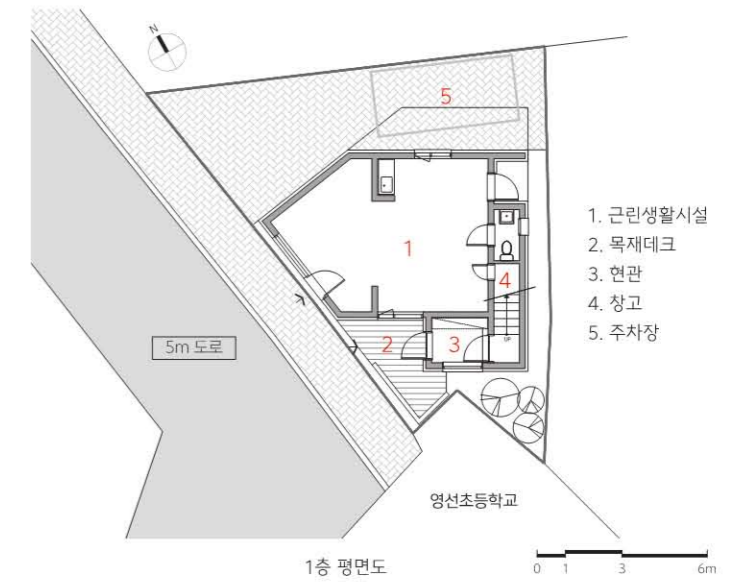 N
5
1
1. 근린생활시설
2. 목재데크
3. 현관
4. 창고
5. 주차장
4
UP
2
3
5m 도로
영선초등학교
1층 평면도
0 1 3 6m